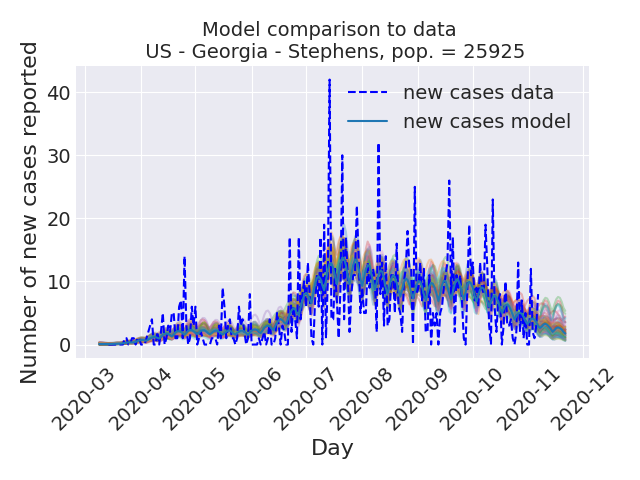 Model comparison to data
US - Georgia - Stephens, pop. = 25925
new cases data
new cases model
Number of new cases reported
40
30
20
10
0
2020-03
2020-04
2020-05
2020-06
2020-07
2020-08
2020-09
2020-10
2020-11
2020-12
Day